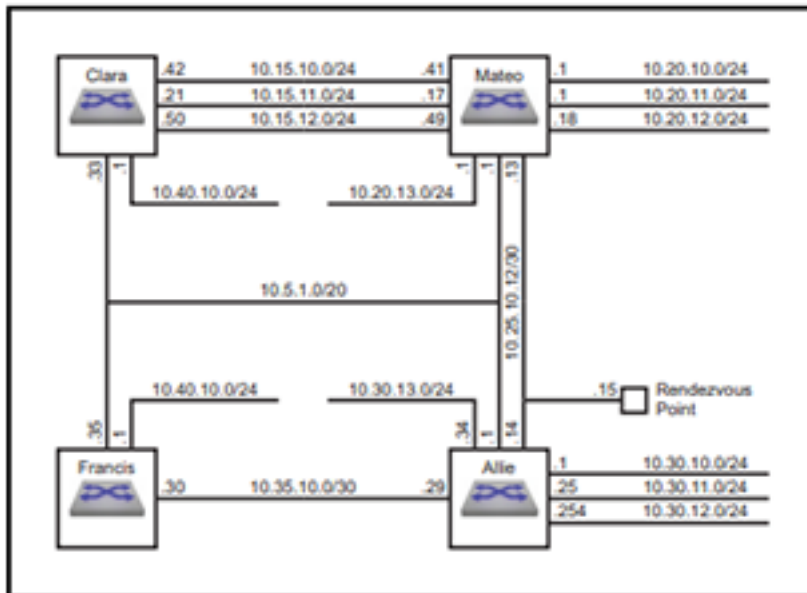 Clara
.42 10.15.10.0/24 .41
Mateo
.1 10.20.10.0/24
.21 10.15.11.0/24 .17
.1 10.20.11.0/24
.50 10.15.12.0/24 .49
.18 10.20.12.0/24
.33 .1
.1 .1 .13
10.40.10.0/24 10.20.13.0/24
10.25.10.12/30
10.5.1.0/20
10.40.10.0/24 10.30.13.0/24
.15 Rendezvous
Point
.35 .1
.34 .1 .14
Francis
Allie
.1 10.30.10.0/24
.30 10.35.10.0/30 .29
.25 10.30.11.0/24
.254 10.30.12.0/24